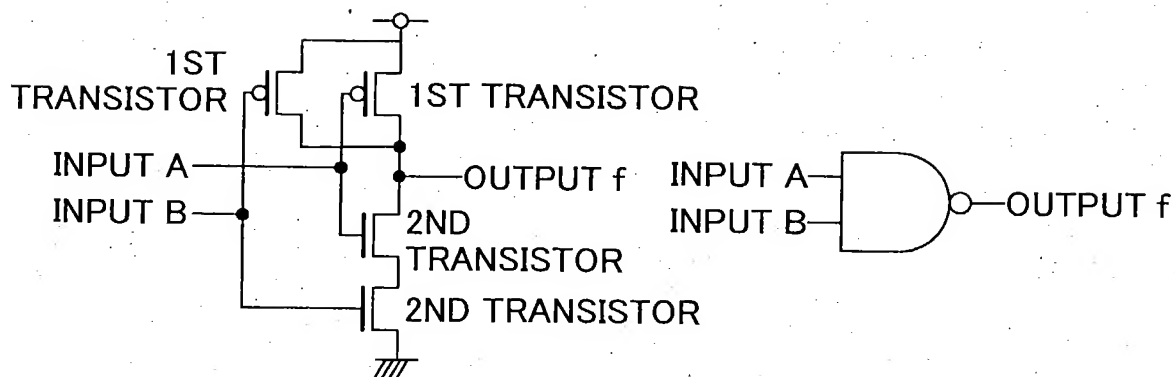 1ST
TRANSISTOR
1ST TRANSISTOR
INPUT A
OUTPUT f
INPUT B
2ND
TRANSISTOR
2ND TRANSISTOR
INPUT A
INPUT B
OUTPUT f